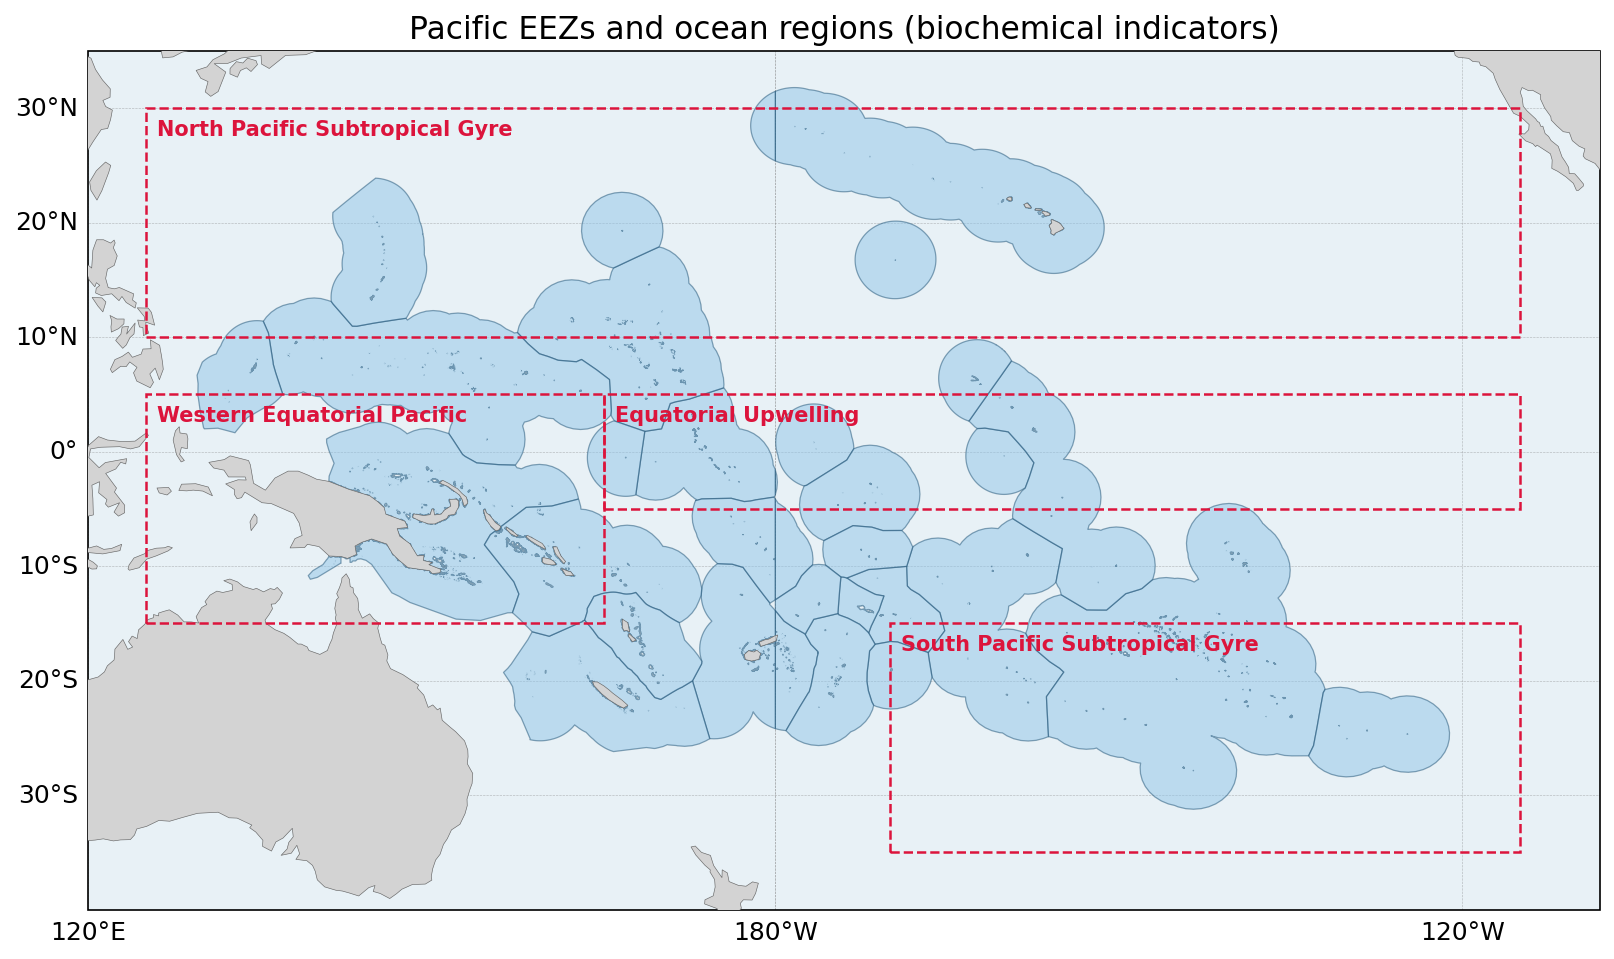 Pacific EEZs and ocean regions (biochemical indicators)
30°N
North Pacific Subtropical Gyre
20°N
10°N
Western Equatorial Pacific
Equatorial Upwelling
0°
10°S
South Pacific Subtropical Gyre
20°S
30°S
120°E
180°W
120°W